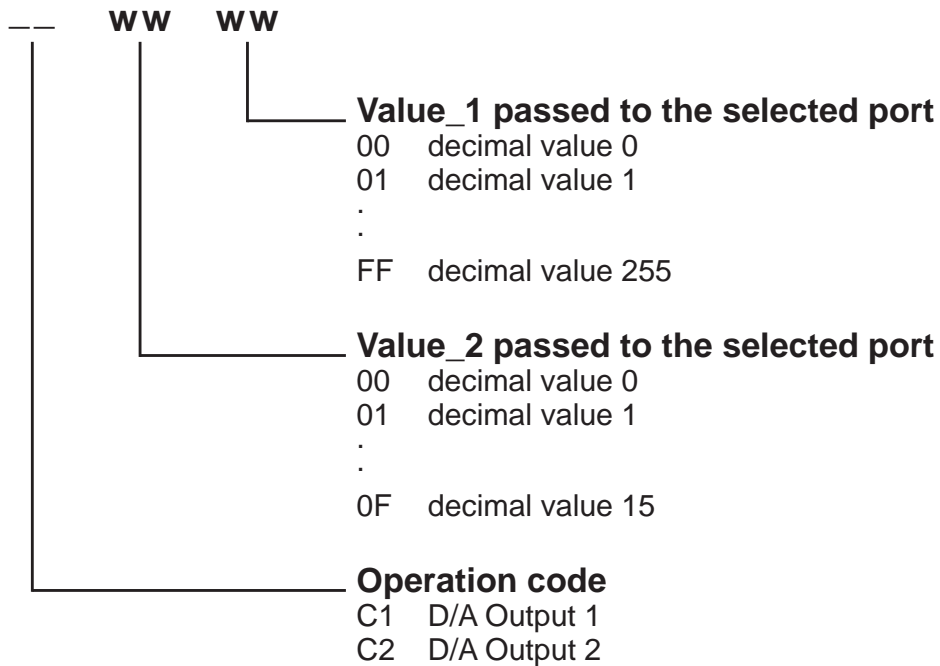 __ ww ww
Value_1 passed to the selected port
00 decimal value 0
01 decimal value 1
.
.
FF decimal value 255
Value_2 passed to the selected port
00 decimal value 0
01 decimal value 1
.
.
0F decimal value 15
Operation code
C1 D/A Output 1
C2 D/A Output 2